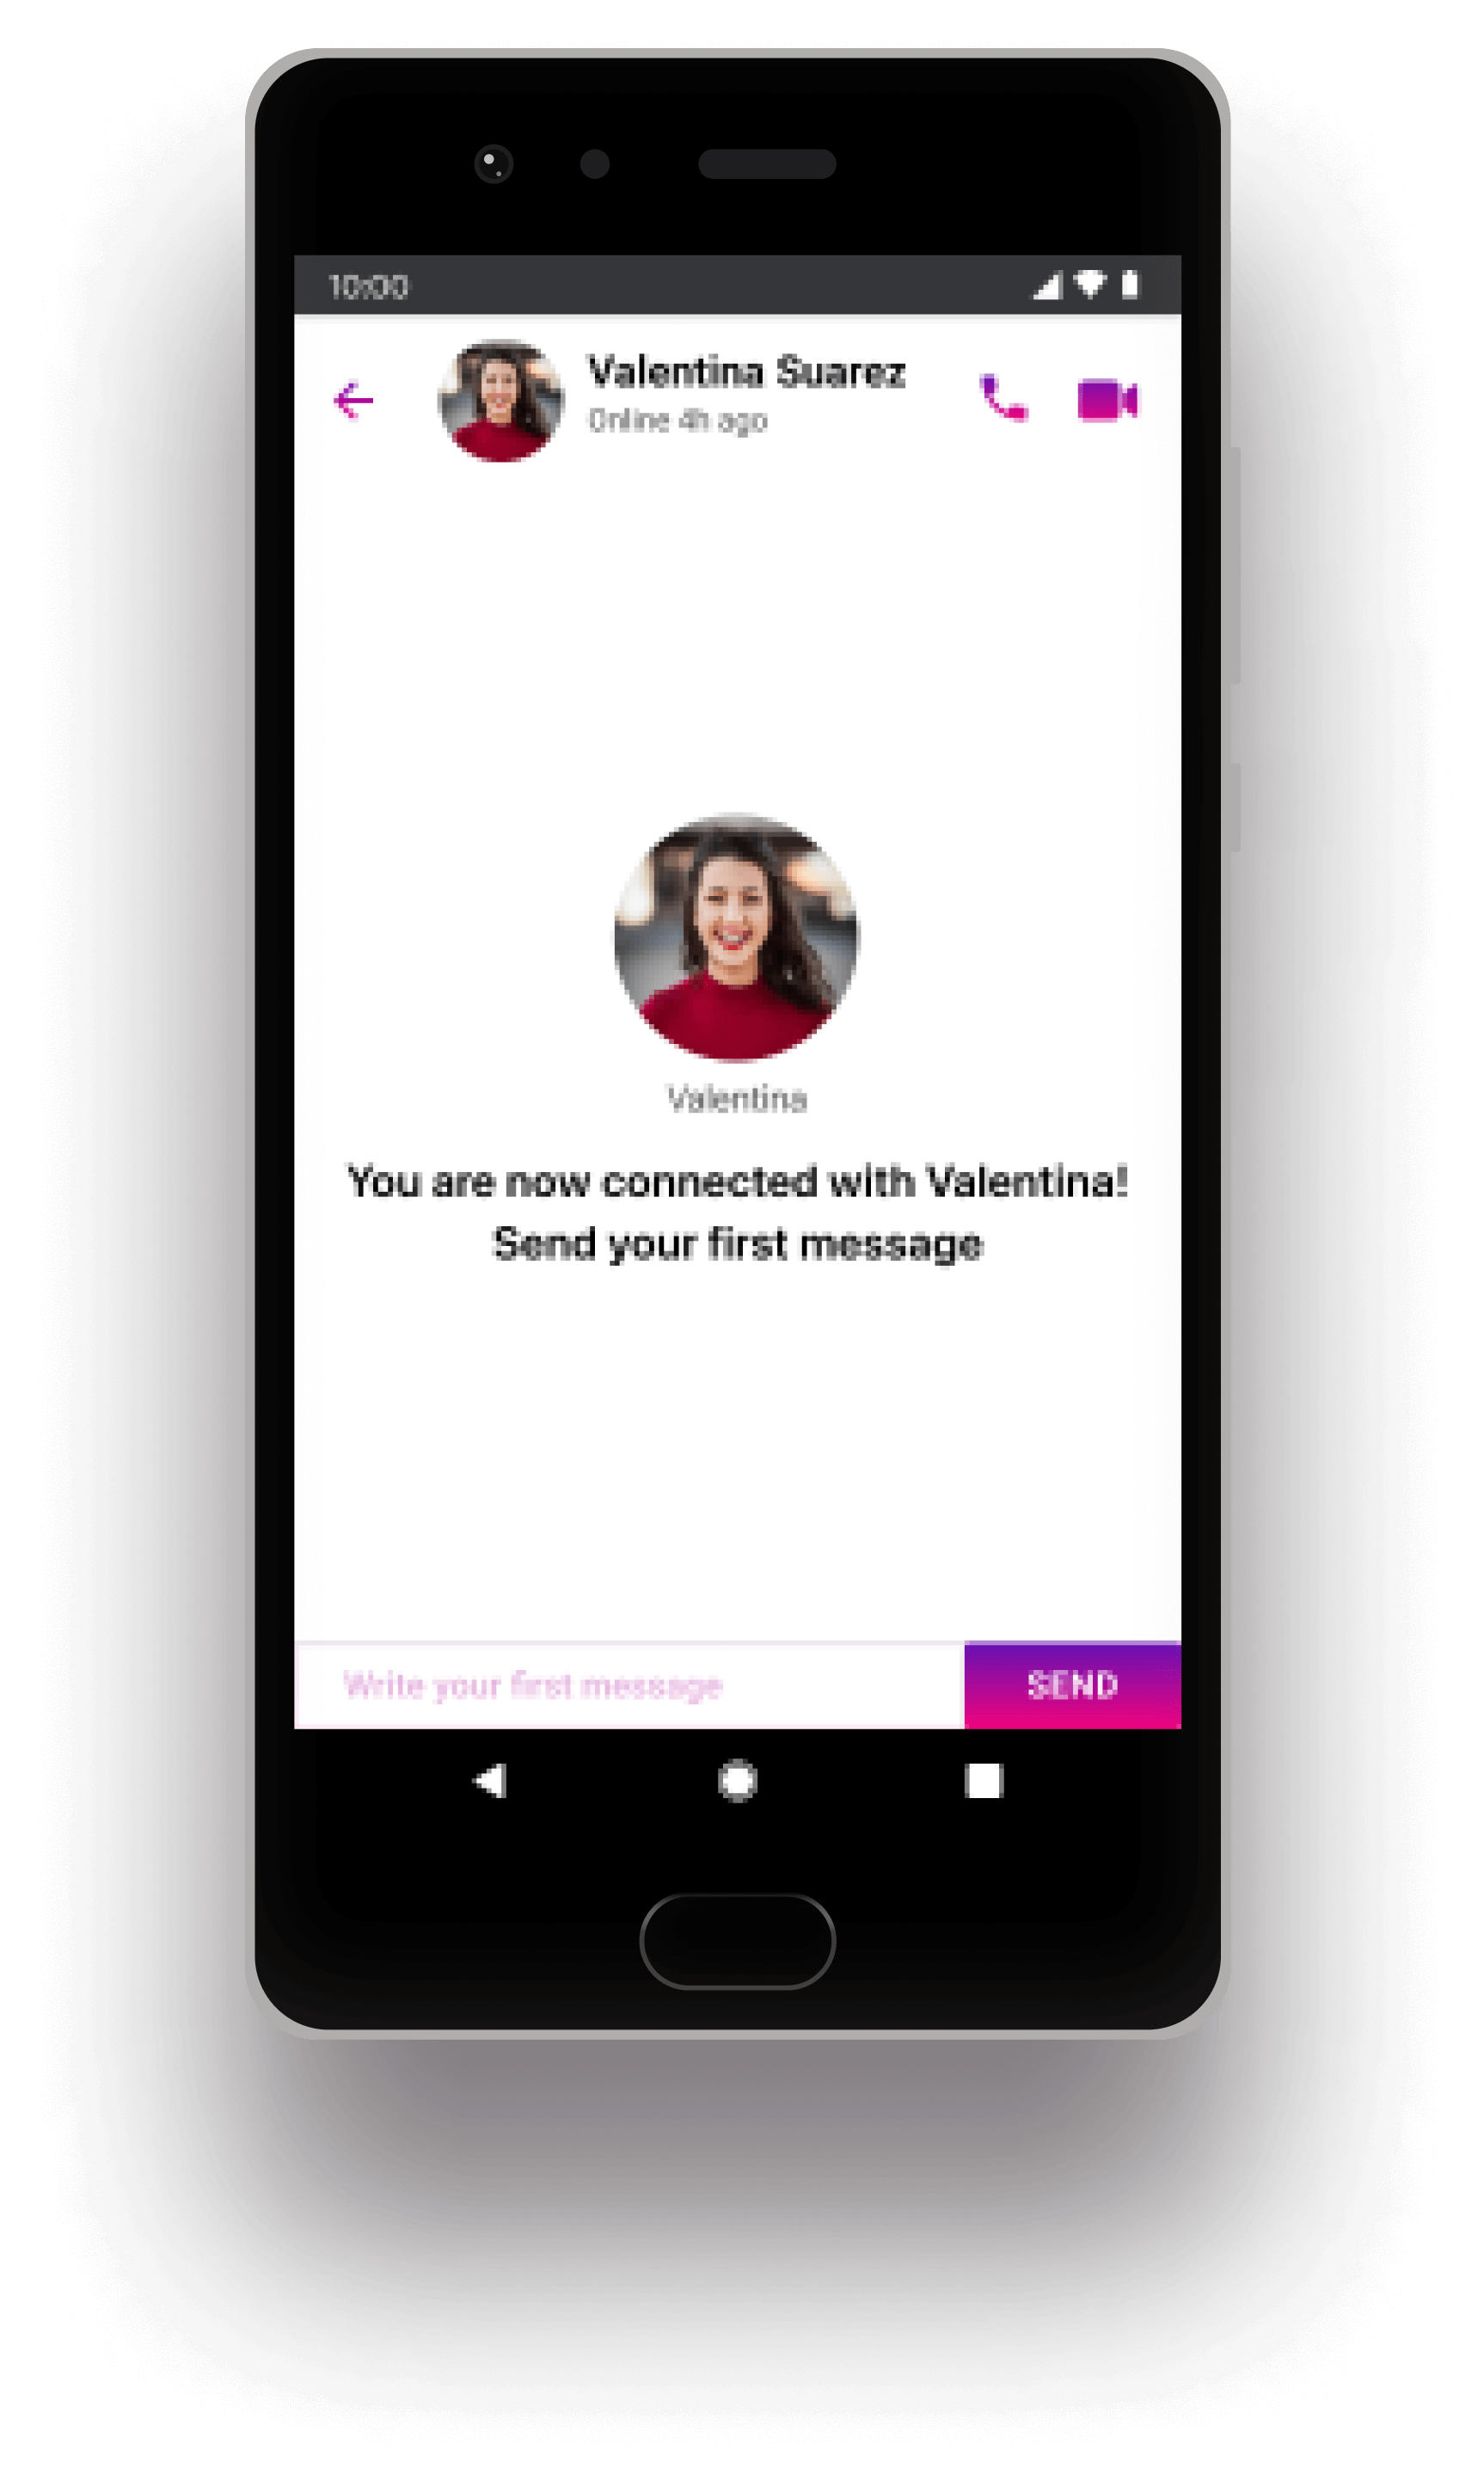 10:00
Valentina Suarez
Online 4h ago
Valentina
You are now connected with Valentina!
Send your first message
Write your first message
SEND